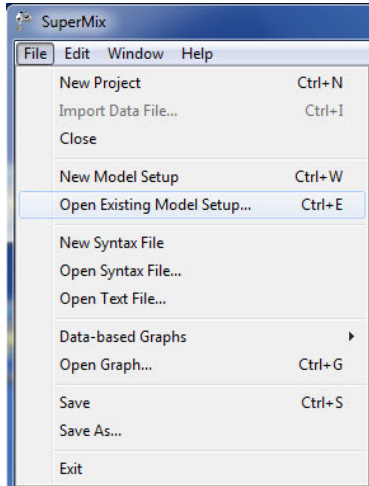 SuperMix
File Edit Window Help
New Project Ctrl+N
Import Data File... Ctrl+I
Close
New Model Setup Ctrl+W
Open Existing Model Setup... Ctrl+E
New Syntax File
Open Syntax File...
Open Text File...
Data-based Graphs
Open Graph... Ctrl+G
Save Ctrl+S
Save As...
Exit